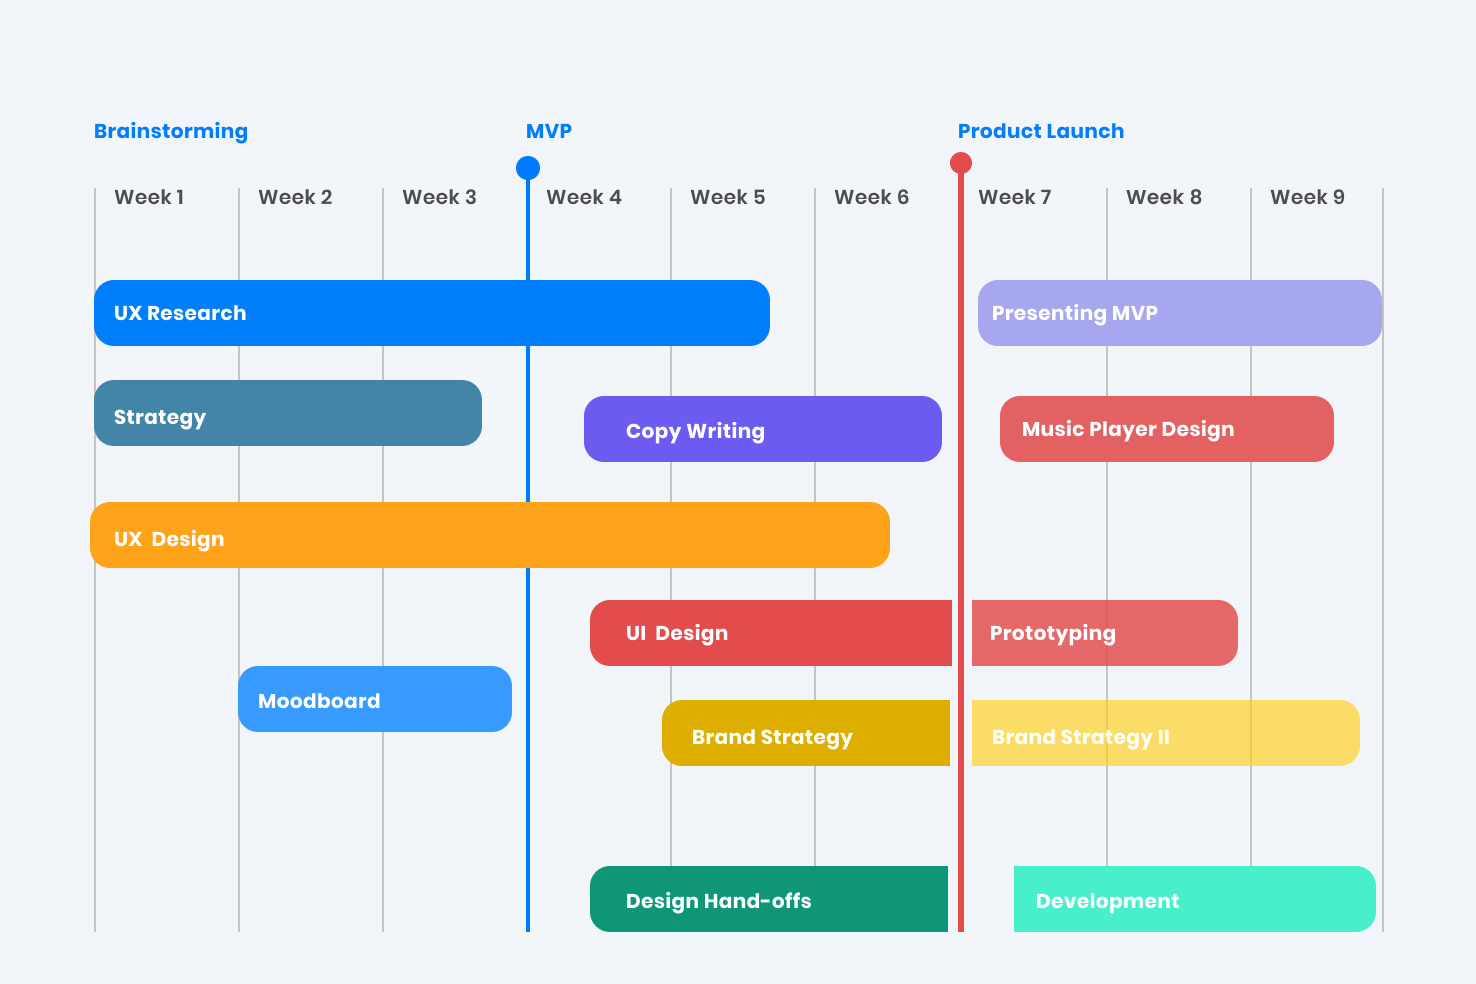 Brainstorming
MVP
Product Launch
Week 1
Week 2
Week 3
Week 4
Week 5
Week 6
Week 7
Week 8
Week 9
UX Research
Presenting MVP
Strategy
Copy Writing
Music Player Design
UX  Design
UI  Design
Prototyping
Moodboard
Brand Strategy
Brand Strategy II
Design Hand-offs
Development